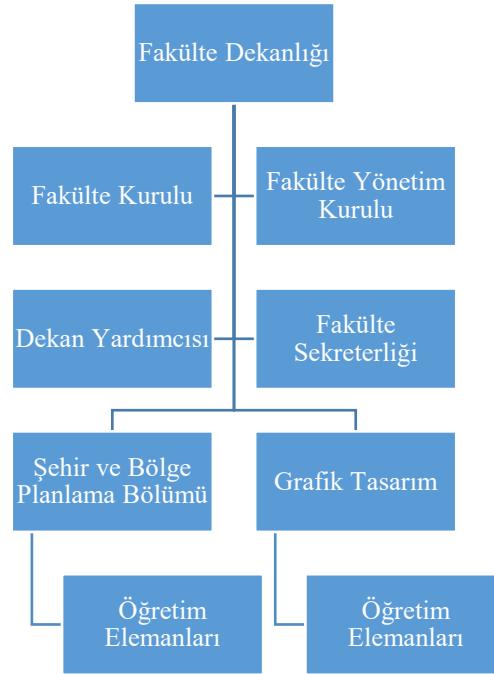 Fakülte Dekanlığı
Fakülte Kurulu
Fakülte Yönetim
Kurulu
Dekan Yardımcısı
Fakülte
Sekreterliği
Şehir ve Bölge
Planlama Bölümü
Grafik Tasarım
Öğretim
Elemanları
Öğretim
Elemanları